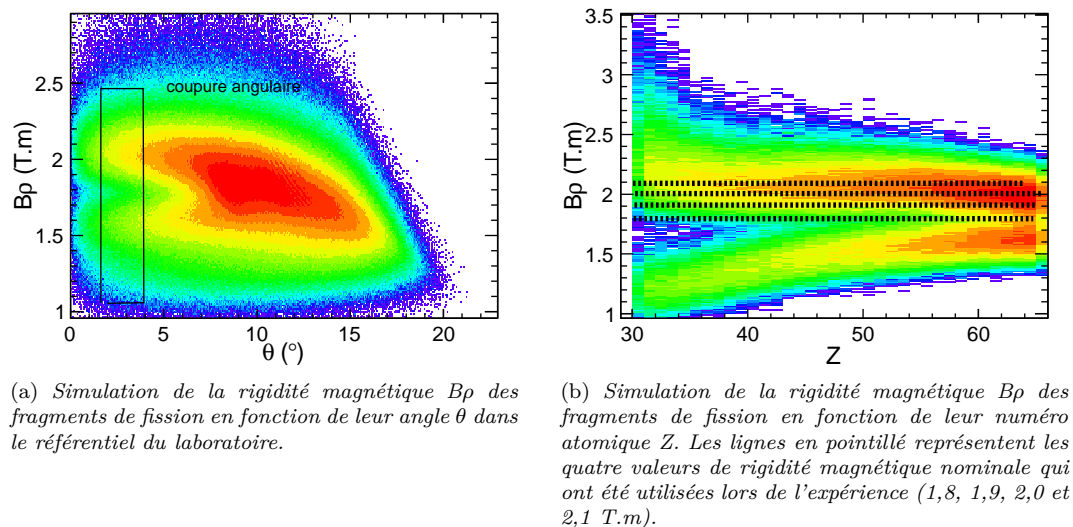 coupure angulaire
Bρ (T.m)
2.5
2
1.5
1
0 5 10 15 20
θ (°)
Bρ (T.m)
3.5
3
2.5
2
1.5
1
30 40 50 60
Z
(a) Simulation de la rigidité magnétique Bρ des
fragments de fission en fonction de leur angle θ dans
le référentiel du laboratoire.
(b) Simulation de la rigidité magnétique Bρ des
fragments de fission en fonction de leur numéro
atomique Z. Les lignes en pointillé représentent les
quatre valeurs de rigidité magnétique nominale qui
ont été utilisées lors de l'expérience (1,8, 1,9, 2,0 et
2,1 T.m).